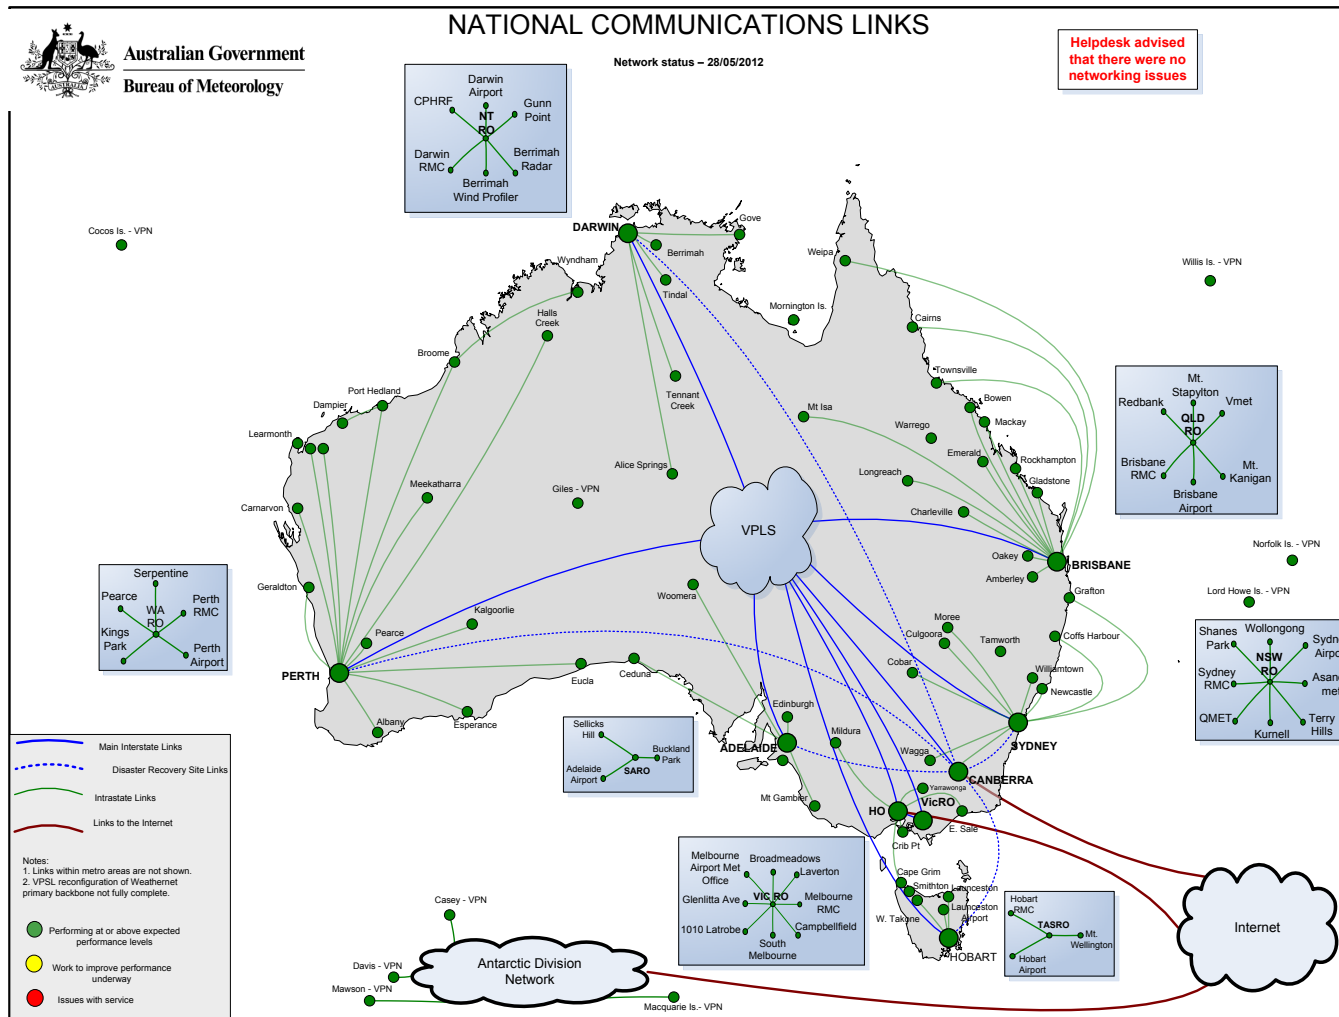 NATIONAL COMMUNICATIONS LINKS
Australian Government
Bureau of Meteorology
AUSTRALIA
Network status – 28/05/2012
Helpdesk advised
that there were no
networking issues
Darwin
Airport
CPHRF
Gunn
Point
NT
RO
Darwin
RMC
Berrimah
Radar
Berrimah
Wind Profiler
Cocos Is. - VPN
DARWIN
Gove
Berrimah
Wyndham
Tindal
Weipa
Willis Is. - VPN
Mornington Is.
Halls
Creek
Cairns
Broome
Townsville
Tennant
Creek
Port Hedland
Dampier
Mt Isa
Bowen
Mackay
Warrego
Learmonth
Emerald
Rockhampton
Alice Springs
Longreach
Gladstone
Meekatharra
Giles - VPN
Carnarvon
Charleville
VPLS
Mt.
Stapylton
Redbank
Vmet
QLD
RO
Brisbane
RMC
Mt.
Kanigan
Brisbane
Airport
Oakey
BRISBANE
Amberley
Norfolk Is. - VPN
Geraldton
Woomera
Grafton
Lord Howe Is. - VPN
Serpentine
Pearce
Perth
RMC
WA
RO
Kings
Park
Perth
Airport
Kalgoorlie
Pearce
Moree
Culgoora
Tamworth
Coffs Harbour
Cobar
Williamtown
Newcastle
PERTH
Eucla
Ceduna
Shanes
Park
Wollongong
Sydney
Airport
NSW
RO
Sydney
RMC
Asand
met
QMET
Terry
Hills
Kurnell
Albany
Esperance
Edinburgh
Mildura
SYDNEY
Sellicks
Hill
Buckland
Park
Adelaide
Airport
SARO
ADELAIDE
Wagga
CANBERRA
Yarrawonga
Mt Gambier
HO
VicRO
E. Sale
Crib Pt
Main Interstate Links
Disaster Recovery Site Links
Intrastate Links
Links to the Internet
Notes:
1. Links within metro areas are not shown.
2. VPSL reconfiguration of Weathernet
primary backbone not fully complete.
Performing at or above expected
performance levels
Work to improve performance
underway
Issues with service
Melbourne
Airport Met
Office
Broadmeadows
Laverton
Glenlitta Ave
VIC RO
Melbourne
RMC
1010 Latrobe
Campbellfield
South
Melbourne
Cape Grim
Smithton
Launceston
W. Takone
Launceston
Airport
HOBART
Hobart
RMC
TASRO
Mt.
Wellington
Hobart
Airport
Casey - VPN
Davis - VPN
Mawson - VPN
Antarctic Division
Network
Macquarie Is.- VPN
Internet